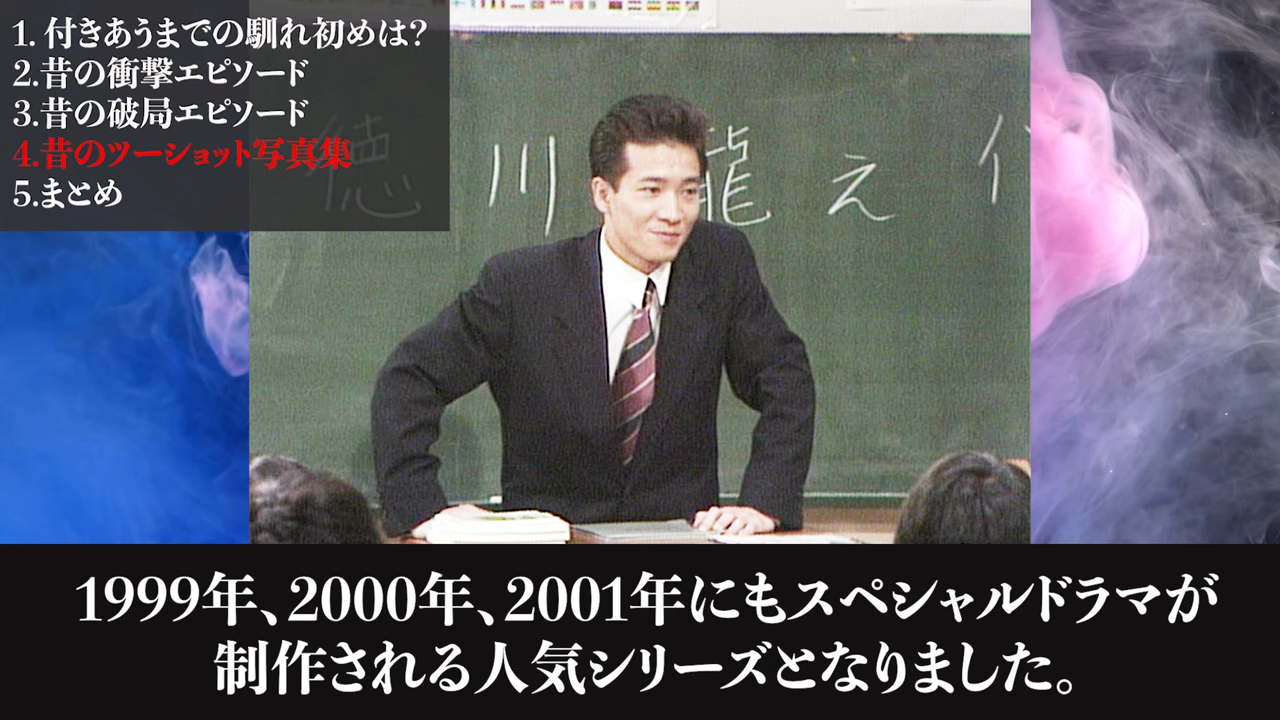 1. 付きあうまでの馴れ初めは?
2.昔の衝撃エピソード
3.昔の破局エピソード
4.昔のツーショット写真集
5.まとめ
徳川龍之介
1999年、2000年、2001年にもスペシャルドラマが
制作される人気シリーズとなりました。